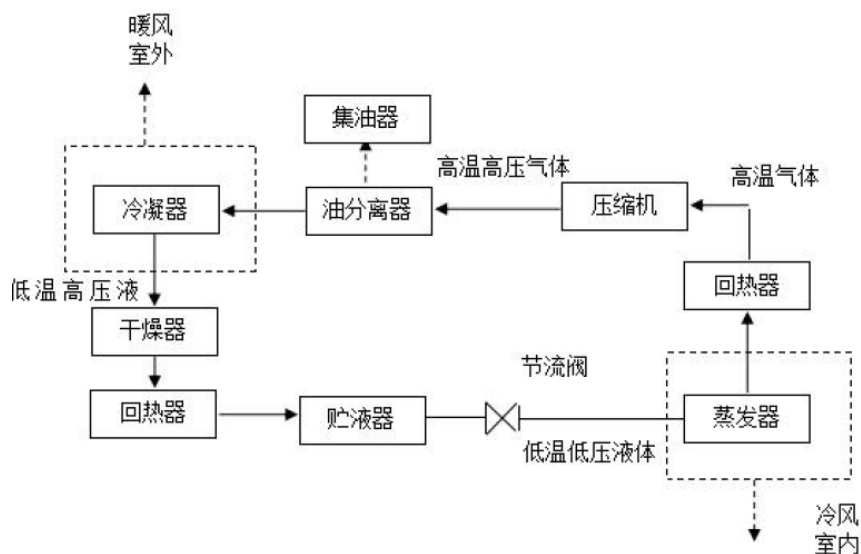 暖风
室外
集油器
高温高压气体
高温气体
冷凝器
油分离器
压缩机
低温高压液
回热器
干燥器
节流阀
回热器
贮液器
蒸发器
低温低压液体
冷风
室内